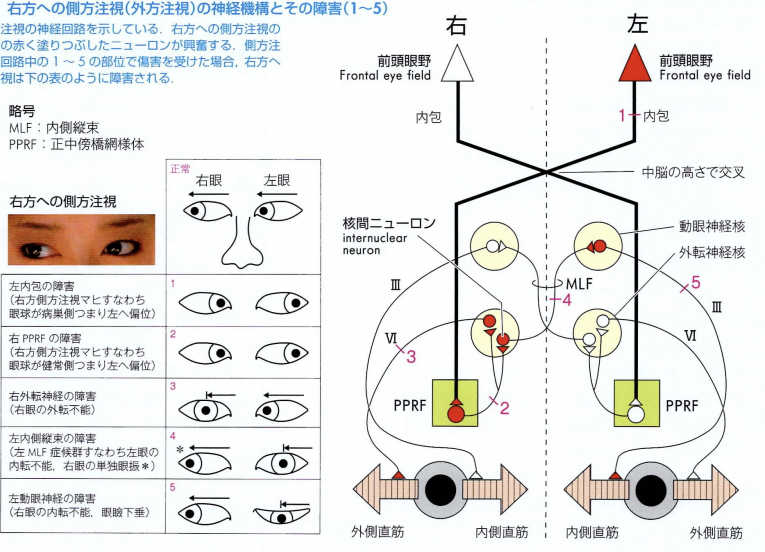 右方への側方注視(外方注視)の神経機構とその障害(1〜5)
注視の神経回路を示している．右方への側方注視の
の赤く塗りつぶしたニューロンが興奮する．側方注
回路中の1〜5の部位で傷害を受けた場合，右方へ
視は下の表のように障害される．
略号
MLF：内側縦束
PPRF：正中傍橋網様体
右方への側方注視
正常
右眼
左眼
左内包の障害
(右方側方注視マヒすなわち
眼球が病巣側つまり左へ偏位)
1
右PPRFの障害
(右方側方注視マヒすなわち
眼球が健常側つまり左へ偏位)
2
右外転神経の障害
(右眼の外転不能)
3
左内側縦束の障害
(左MLF症候群すなわち左眼の
内転不能，右眼の単独眼振＊)
4
＊
左動眼神経の障害
(右眼の内転不能，眼瞼下垂)
5
右
左
前頭眼野
Frontal eye field
前頭眼野
Frontal eye field
内包
1
内包
中脳の高さで交叉
核間ニューロン
internuclear
neuron
動眼神経核
外転神経核
MLF
4
5
Ⅲ
Ⅲ
Ⅵ
Ⅵ
3
2
PPRF
PPRF
外側直筋
内側直筋
内側直筋
外側直筋